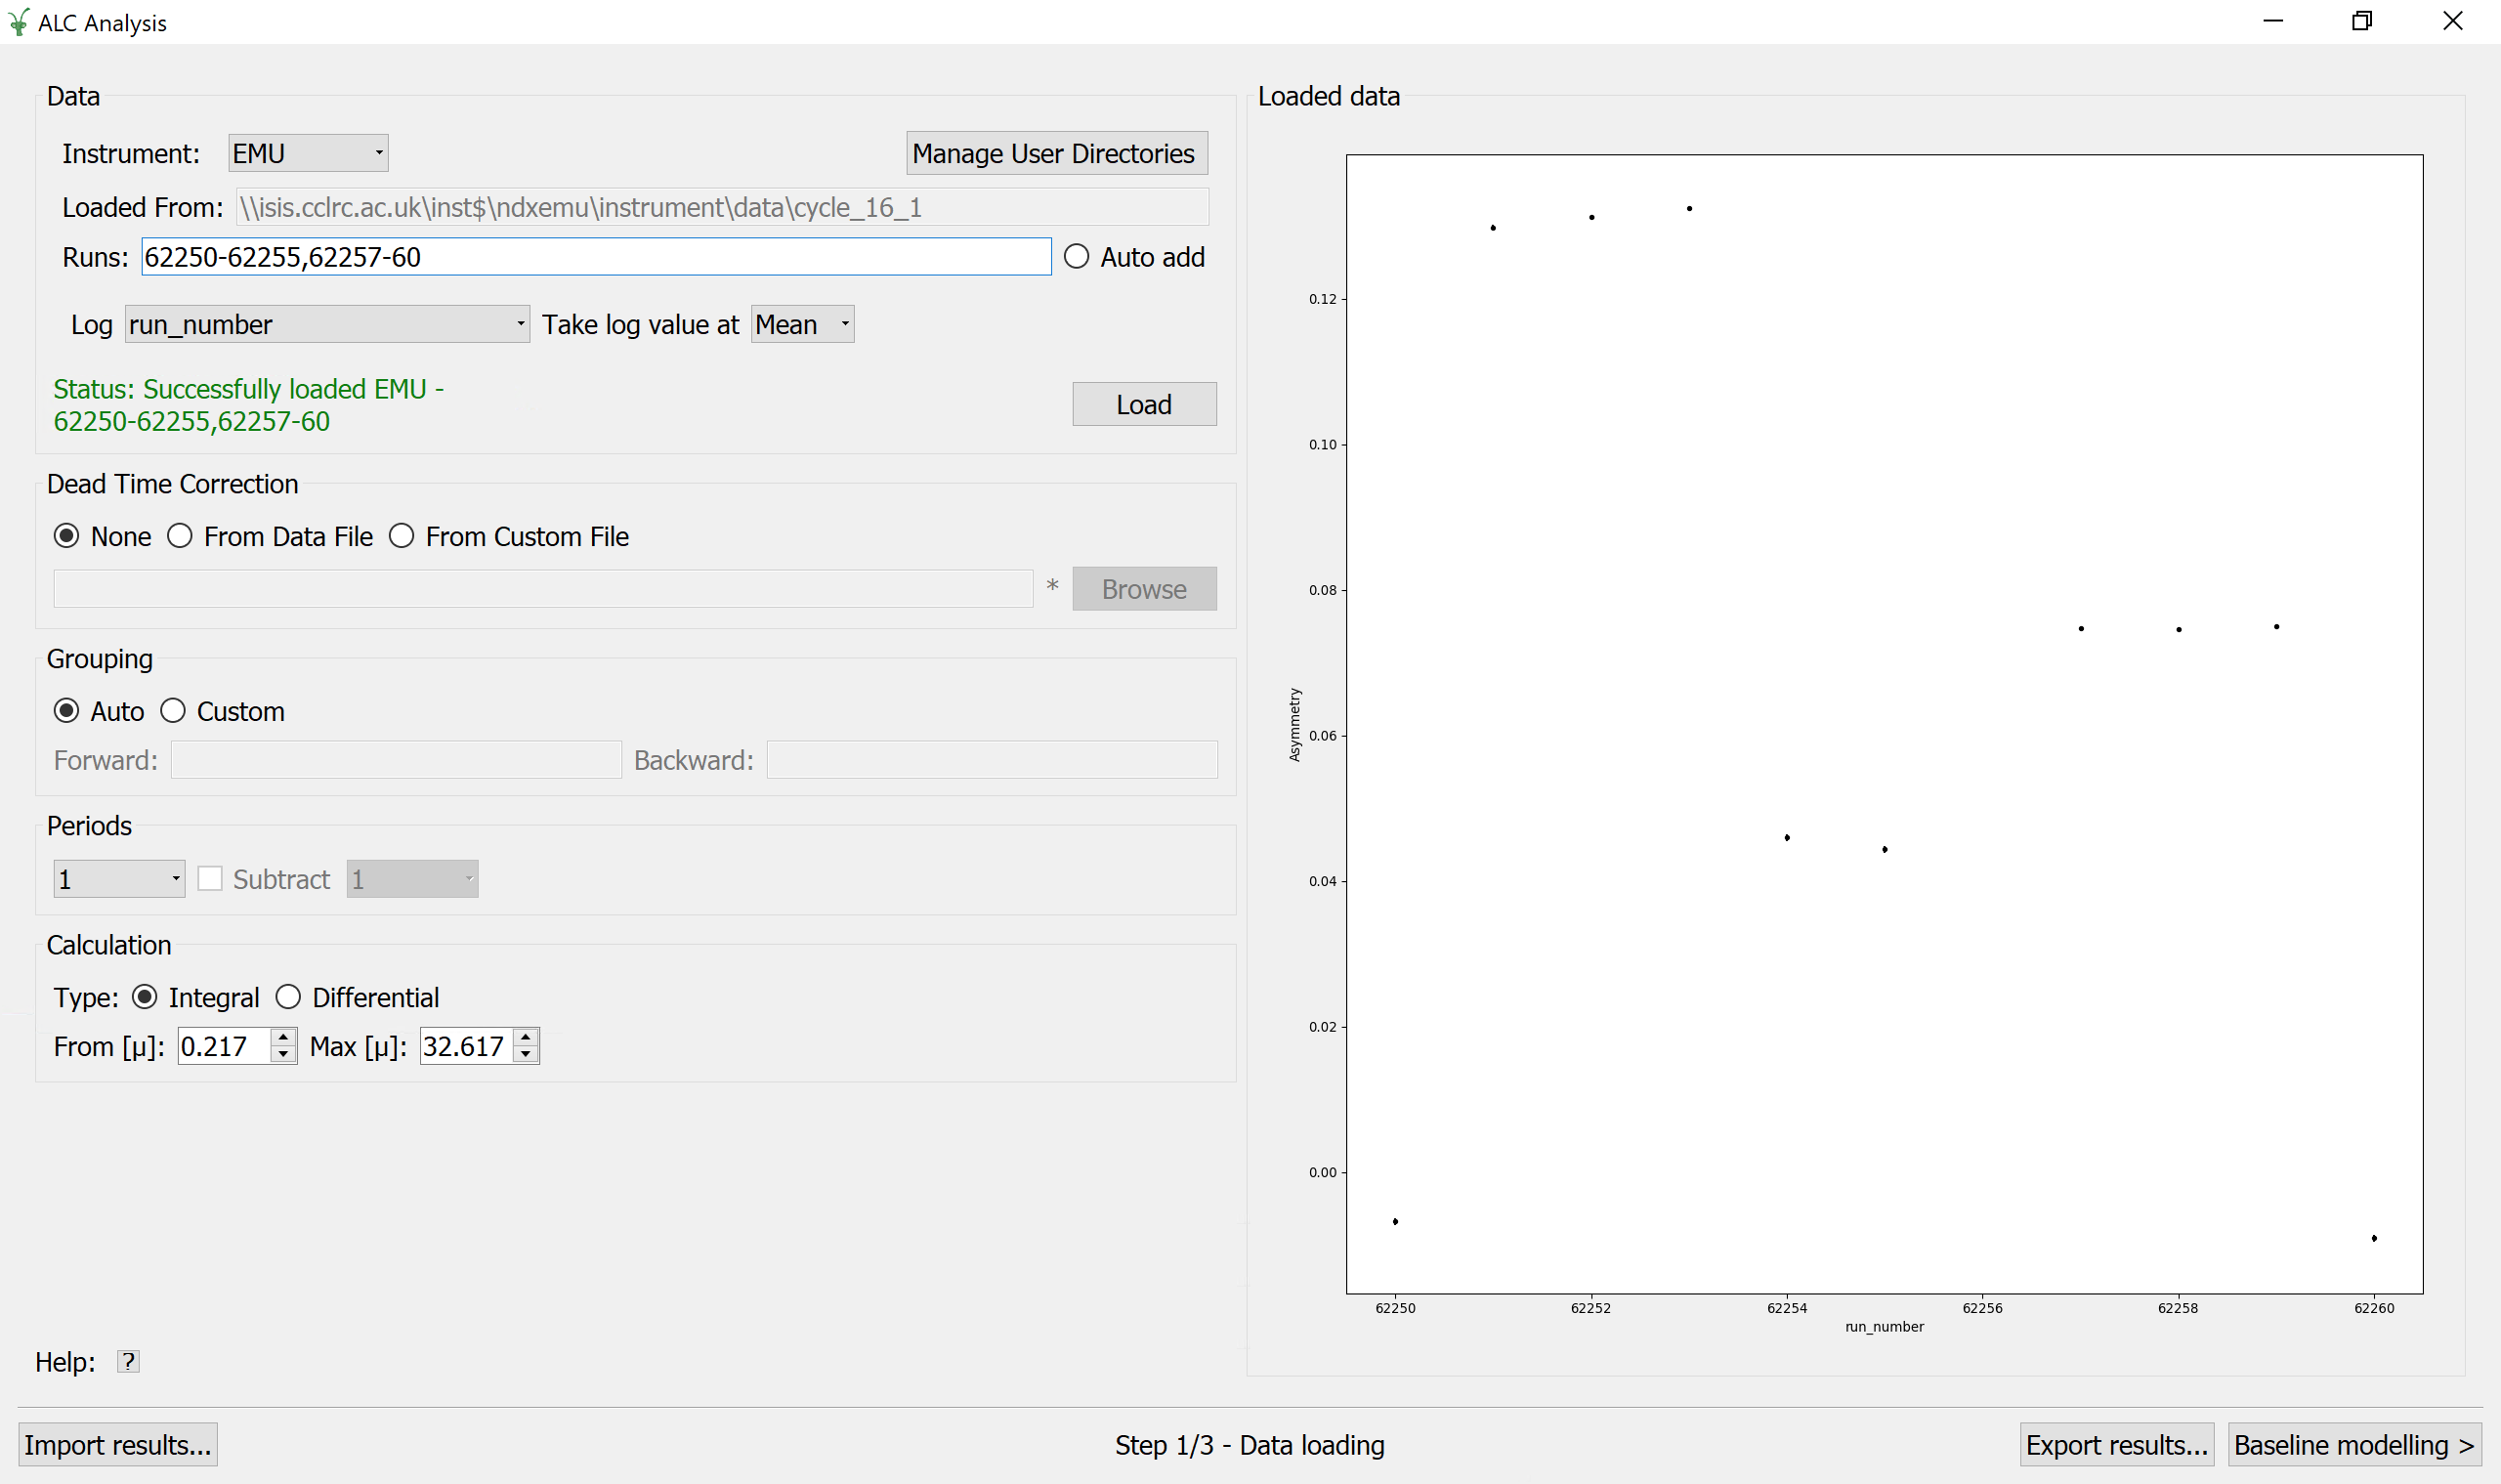 ALC Analysis
Data
Instrument: EMU
Manage User Directories
Loaded From: \\isis.cclrc.ac.uk\inst$\ndxemu\instrument\data\cycle_16_1
Runs: 62250-62255,62257-60
Auto add
Log run_number Take log value at Mean
Status: Successfully loaded EMU -
62250-62255,62257-60
Load
Dead Time Correction
None From Data File From Custom File
* Browse
Grouping
Auto Custom
Forward: Backward:
Periods
1 Subtract 1
Calculation
Type: Integral Differential
From [µ]: 0.217 Max [µ]: 32.617
Help: ?
Loaded data
0.12
0.10
0.08
0.06
0.04
0.02
0.00
Asymmetry
62250 62252 62254 62256 62258 62260
run_number
Import results...
Step 1/3 - Data loading
Export results...
Baseline modelling >